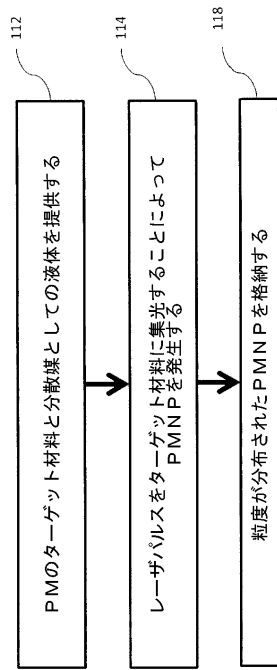 112
PMのターゲット材料と分散媒としての液体を提供する
114
レーザパルスをターゲット材料に集光することによって
PMNPを発生する
118
粒度が分布されたPMNPを格納する